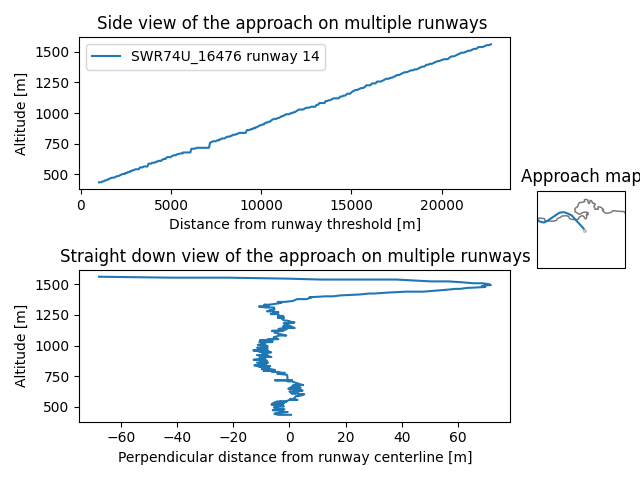 Side view of the approach on multiple runways
1500
1250
1000
750
500
Altitude [m]
SWR74U_16476 runway 14
0
5000
10000
15000
20000
Distance from runway threshold [m]
Approach map
Straight down view of the approach on multiple runways
1500
1250
1000
750
500
Altitude [m]
−60
−40
−20
0
20
40
60
Perpendicular distance from runway centerline [m]